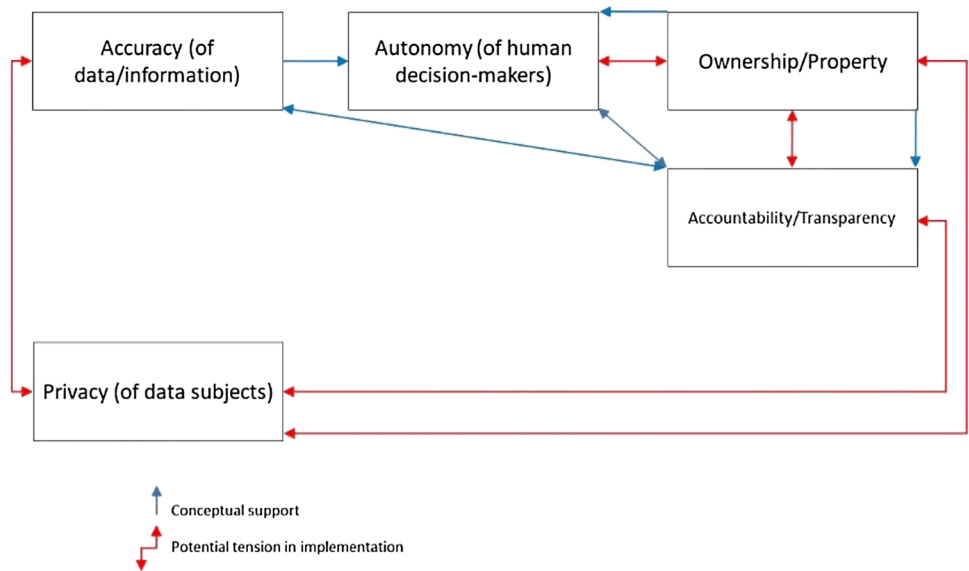 Accuracy (of
data/information)
Autonomy (of human
decision-makers)
Ownership/Property
Accountability/Transparency
Privacy (of data subjects)
Conceptual support
Potential tension in implementation